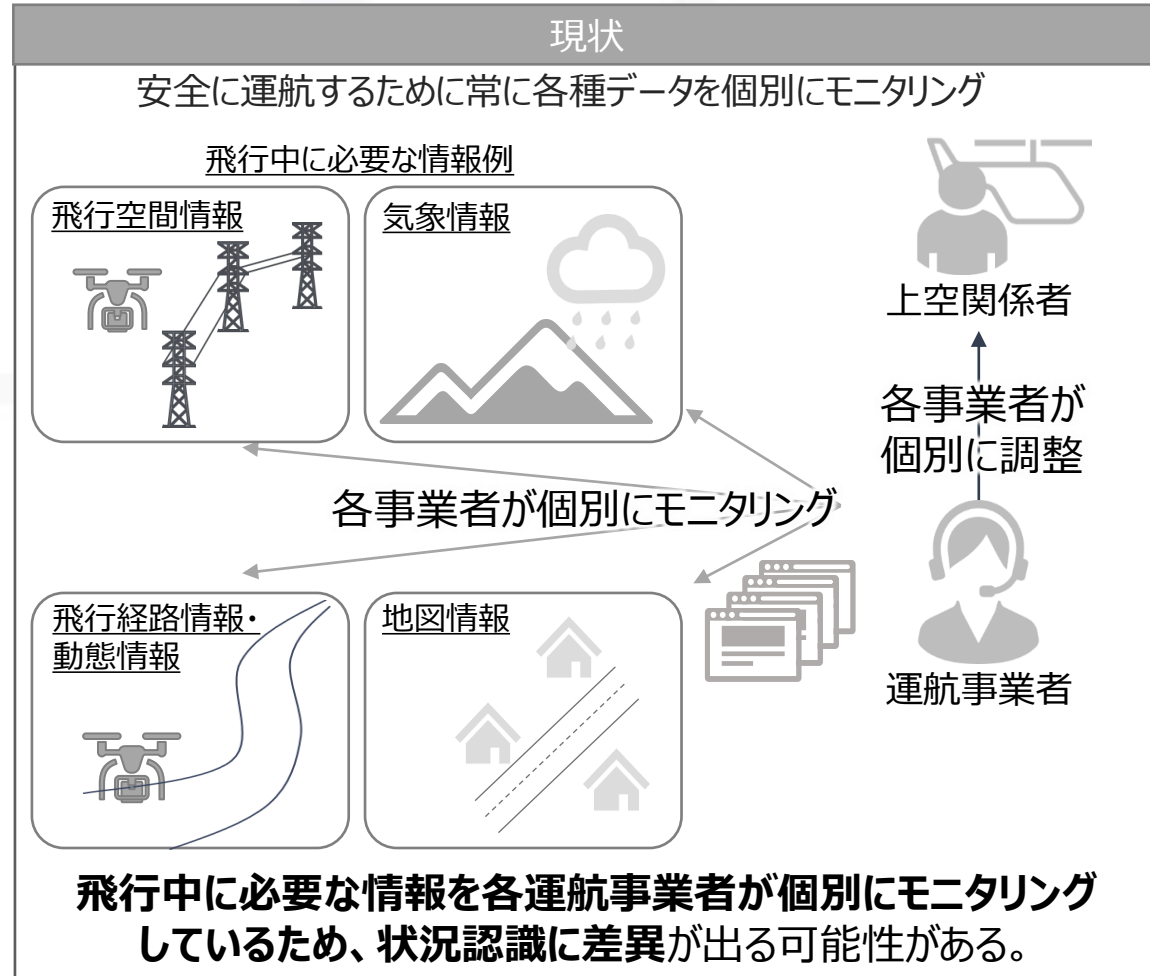 現状
安全に運航するために常に各種データを個別にモニタリング
飛行中に必要な情報例
飛行空間情報
気象情報
上空関係者
各事業者が
個別に調整
各事業者が個別にモニタリング
飛行経路情報・
動態情報
地図情報
運航事業者
飛行中に必要な情報を各運航事業者が個別にモニタリング
しているため、状況認識に差異が出る可能性がある。